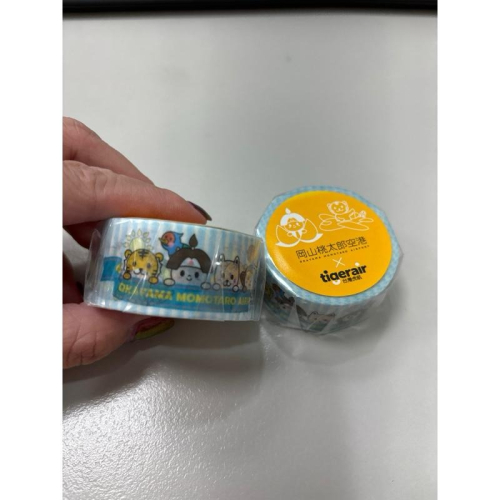 OKAYAMA MOMOTARO AIR
岡山桃太郎空港
OKAYAMA MOMOTARO AIRPORT
×
tigerair
台灣虎航